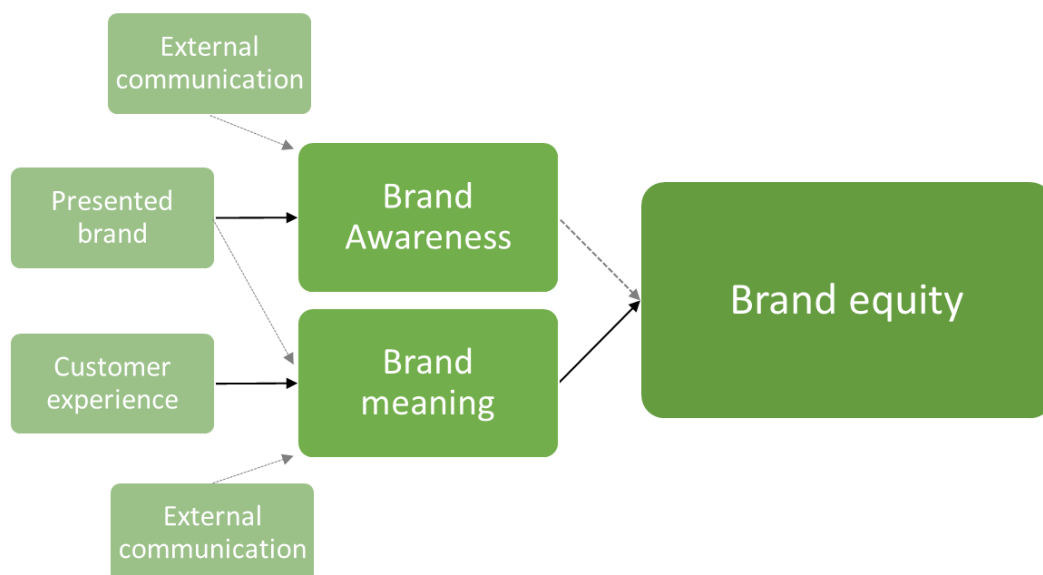 External
communication
Presented
brand
Brand
Awareness
Brand equity
Customer
experience
Brand
meaning
External
communication